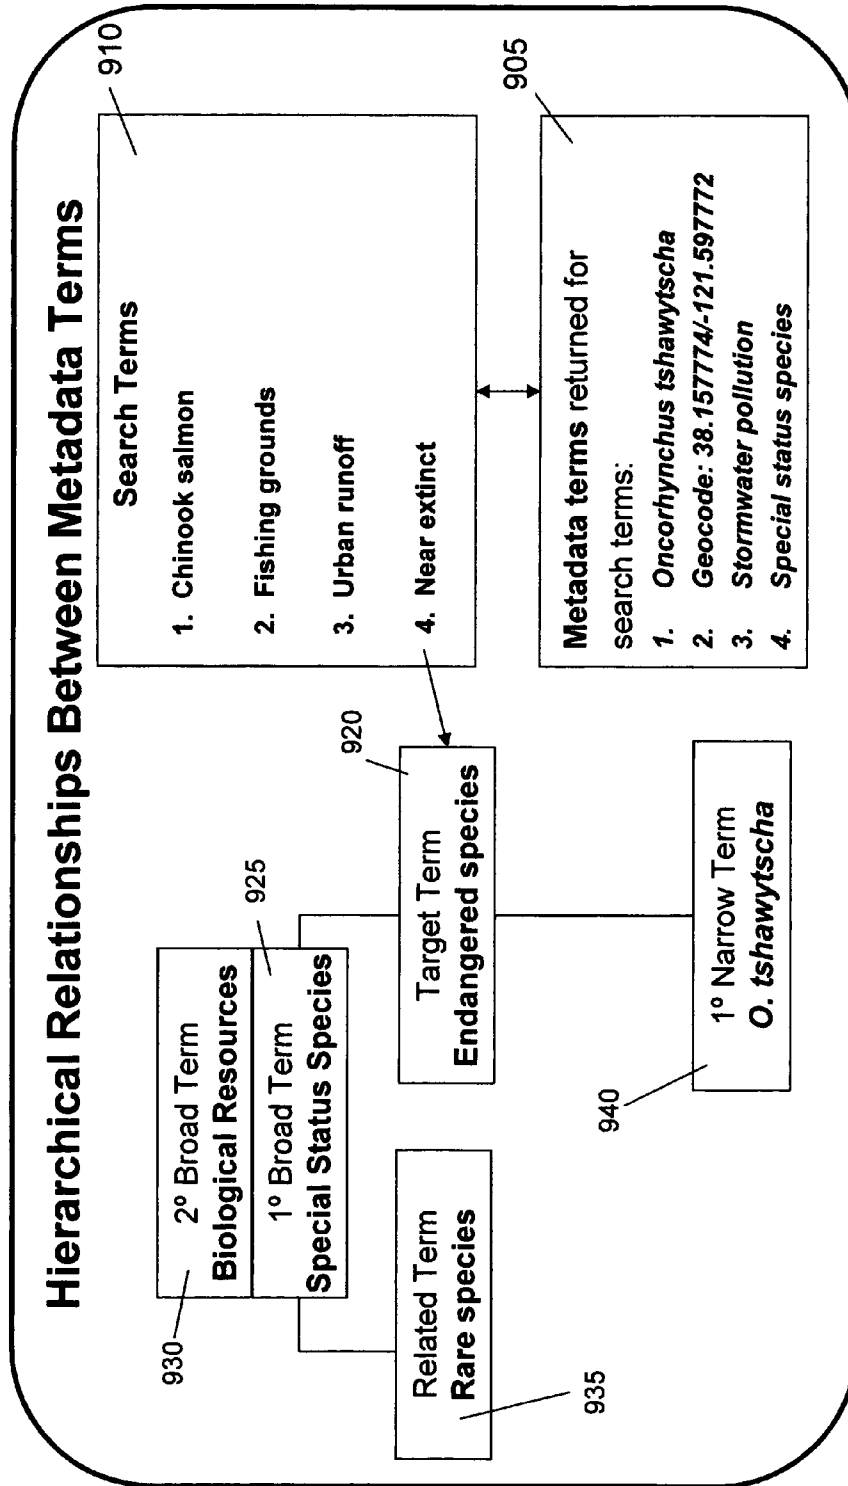 Hierarchical Relationships Between Metadata Terms
930
2º Broad Term
Biological Resources
1º Broad Term
Special Status Species
925
Related Term
Rare species
935
Target Term
Endangered species
920
1º Narrow Term
O. tshawytscha
940
Search Terms
1. Chinook salmon
2. Fishing grounds
3. Urban runoff
4. Near extinct
910
Metadata terms returned for
search terms:
1. Oncorhynchus tshawytscha
2. Geocode: 38.157774/-121.597772
3. Stormwater pollution
4. Special status species
905